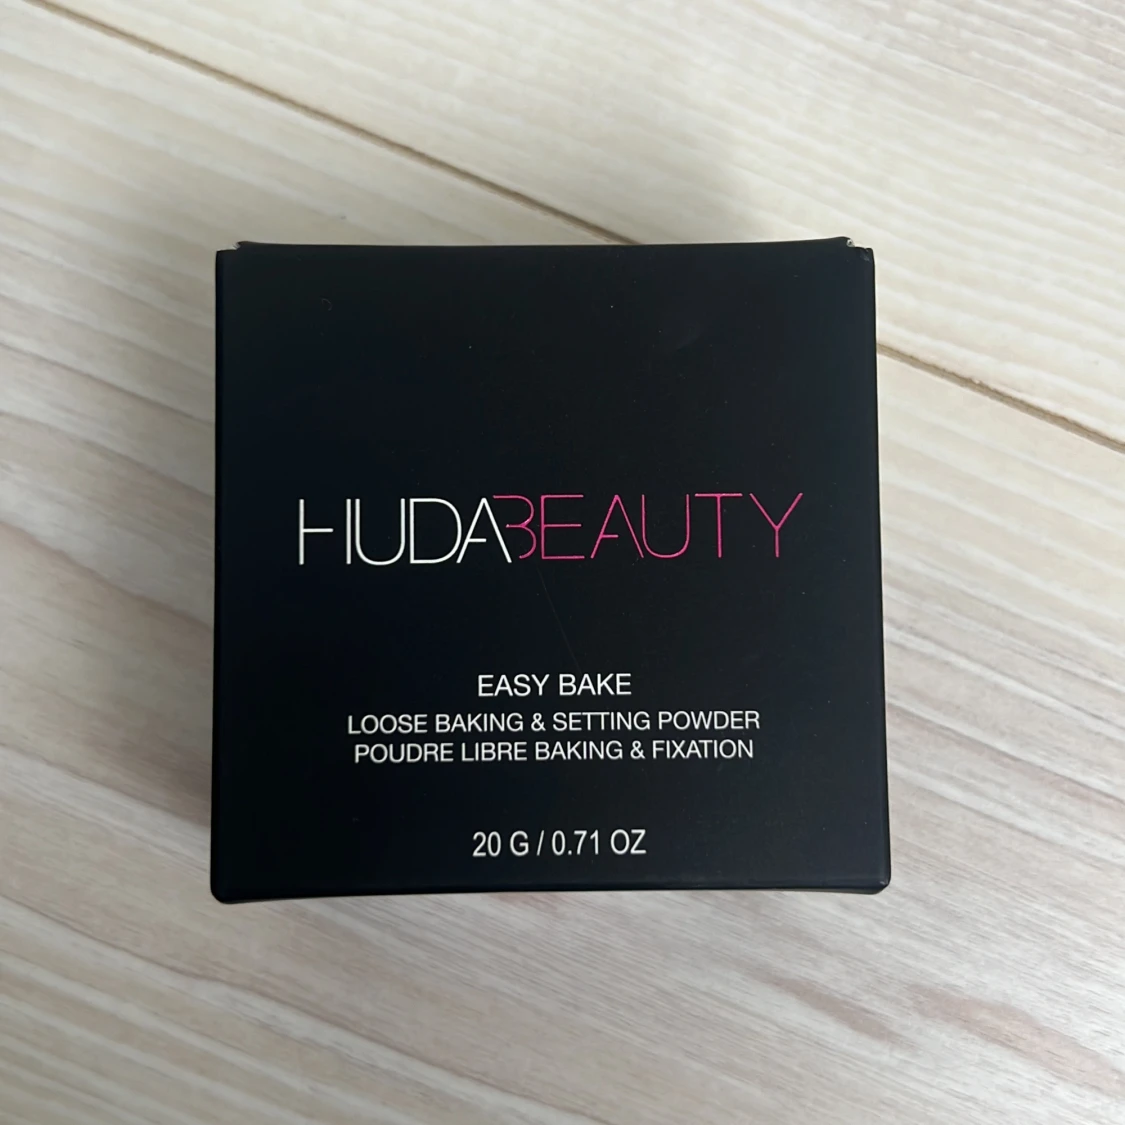 HUDABEAUTY
EASY BAKE
LOOSE BAKING & SETTING POWDER
POUDRE LIBRE BAKING & FIXATION
20 G / 0.71 OZ